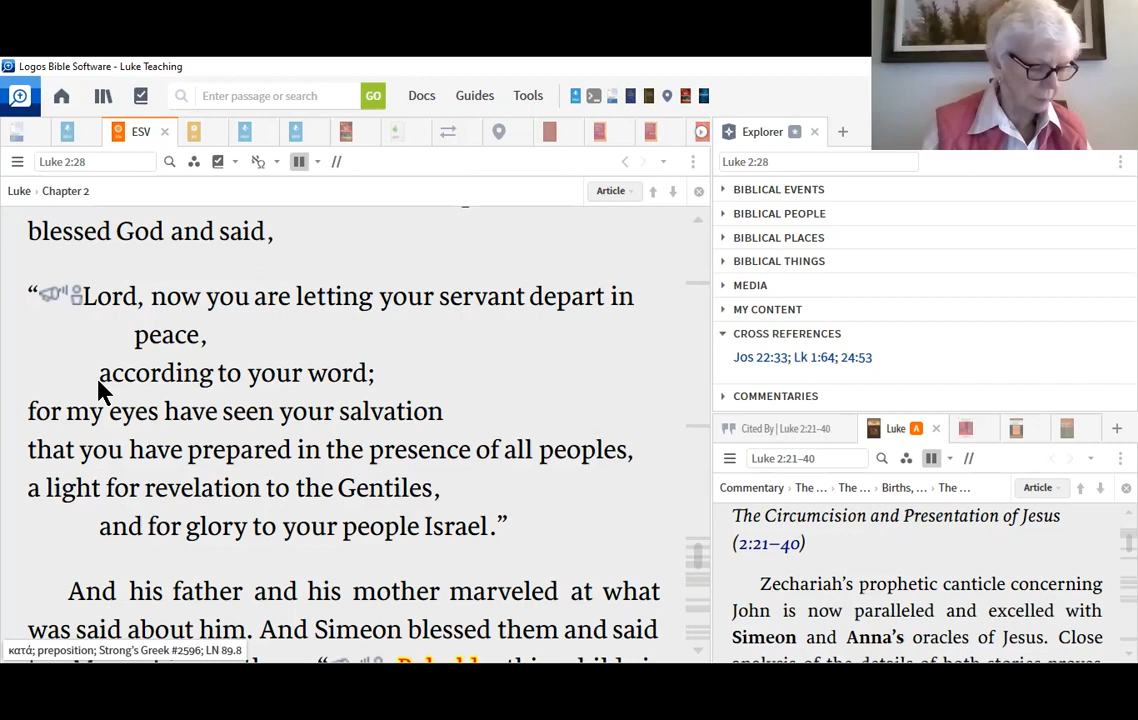 Logos Bible Software - Luke Teaching
Enter passage or search
GO
Docs
Guides
Tools
ESV
Explorer
Luke 2:28
Luke 2:28
Luke › Chapter 2
Article
blessed God and said,
“Lord, now you are letting your servant depart in
peace,
according to your word;
for my eyes have seen your salvation
that you have prepared in the presence of all peoples,
a light for revelation to the Gentiles,
and for glory to your people Israel.”
And his father and his mother marveled at what
was said about him. And Simeon blessed them and said
κατά; preposition; Strong's Greek #2596; LN 89.8
BIBLICAL EVENTS
BIBLICAL PEOPLE
BIBLICAL PLACES
BIBLICAL THINGS
MEDIA
MY CONTENT
CROSS REFERENCES
Jos 22:33; Lk 1:64; 24:53
COMMENTARIES
Cited By | Luke 2:21–40
Luke A
Luke 2:21–40
Commentary › The ... › The ... › Births, ... › The ...
Article
The Circumcision and Presentation of Jesus
(2:21–40)
Zechariah’s prophetic canticle concerning
John is now paralleled and excelled with
Simeon and Anna’s oracles of Jesus. Close